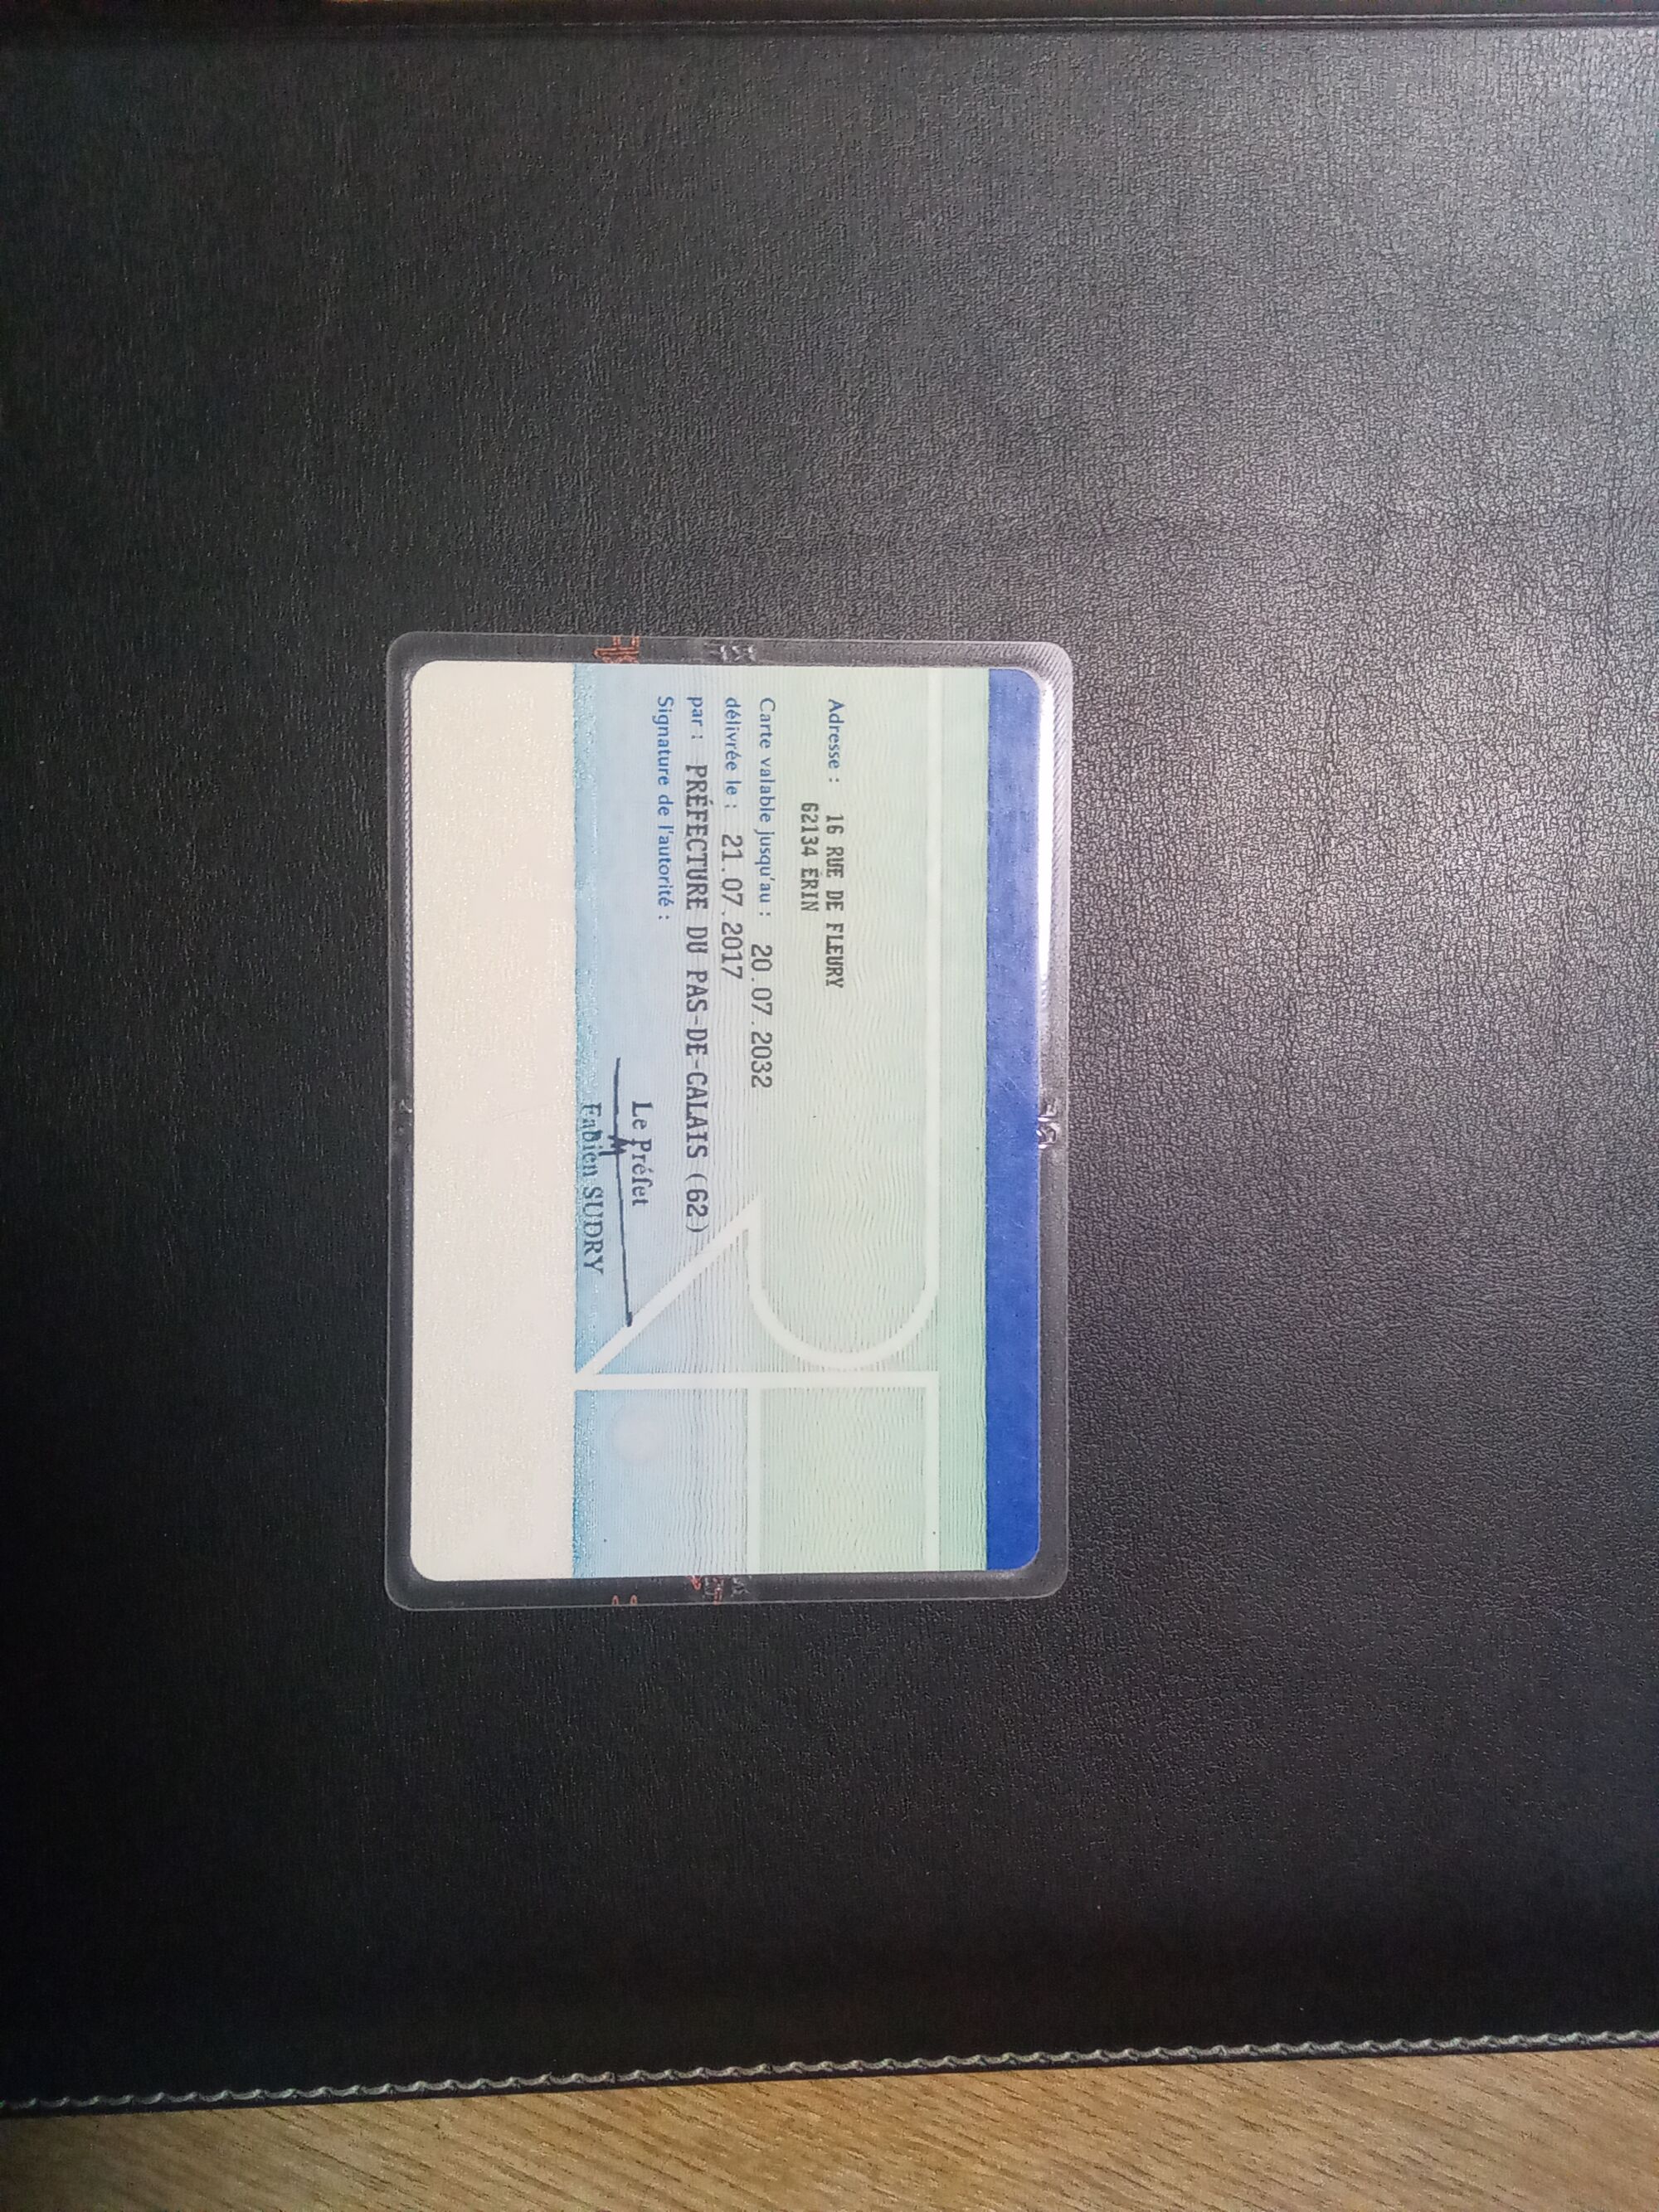 Adresse : 16 RUE DE FLEURY
62134 ÉRIN
Carte valable jusqu'au : 20.07.2032
délivrée le : 21.07.2017
par : PRÉFECTURE DU PAS-DE-CALAIS (62)
Signature de l'autorité :
Le Préfet
Fabien SUDRY